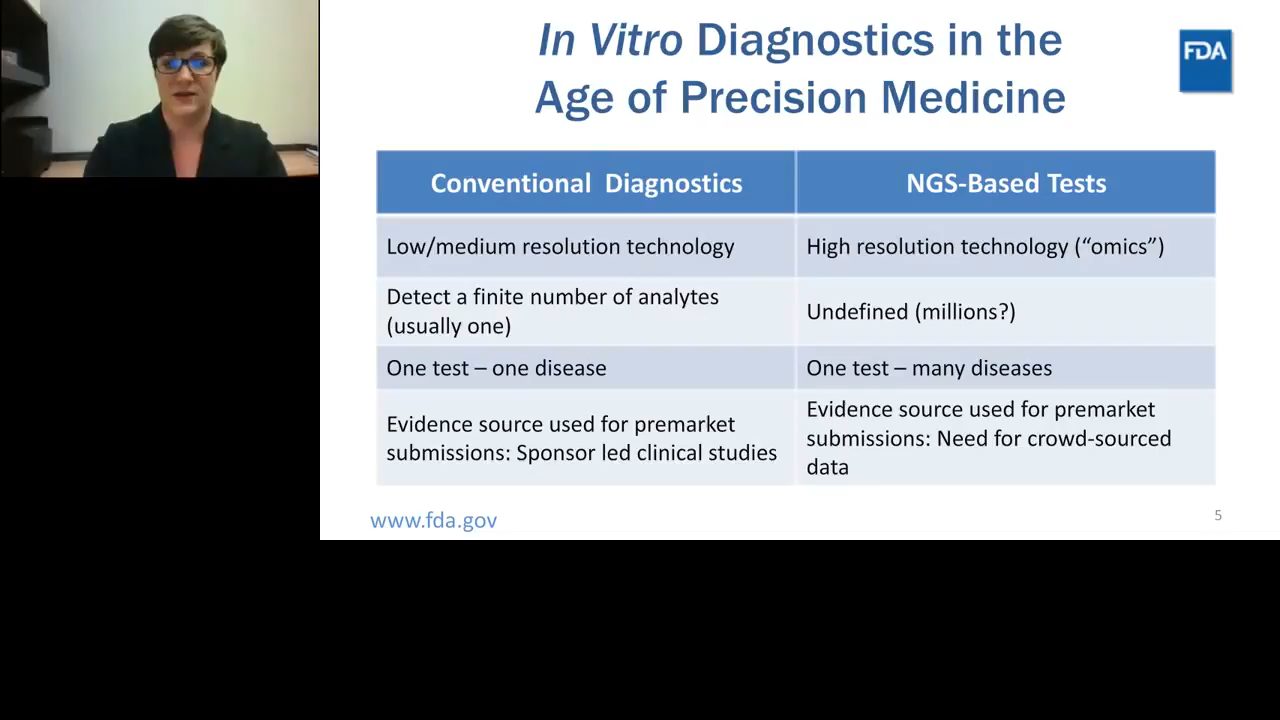 In Vitro Diagnostics in the
Age of Precision Medicine
FDA
Conventional Diagnostics
NGS-Based Tests
Low/medium resolution technology
High resolution technology (“omics”)
Detect a finite number of analytes
(usually one)
Undefined (millions?)
One test – one disease
One test – many diseases
Evidence source used for premarket
submissions: Sponsor led clinical studies
Evidence source used for premarket
submissions: Need for crowd-sourced
data
www.fda.gov
5